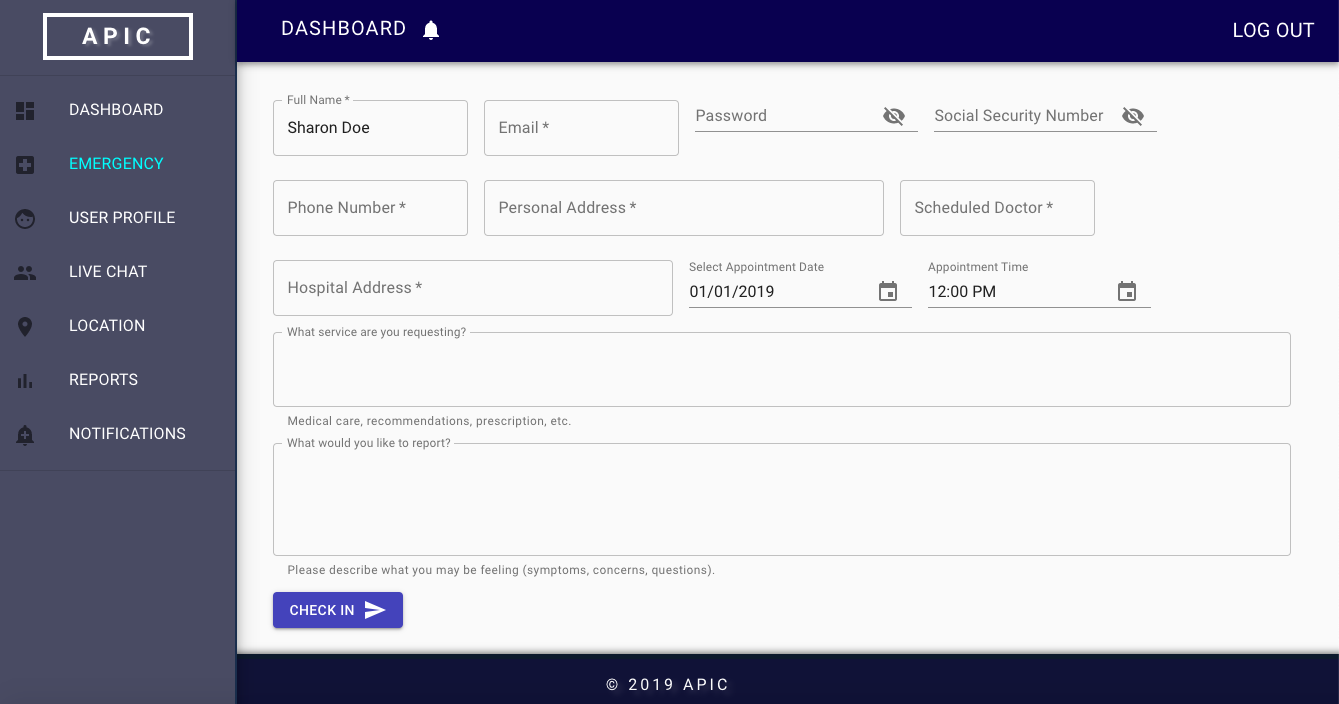 APIC
DASHBOARD
LOG OUT
DASHBOARD
EMERGENCY
USER PROFILE
LIVE CHAT
LOCATION
REPORTS
NOTIFICATIONS
Full Name *
Sharon Doe
Email *
Password
Social Security Number
Phone Number *
Personal Address *
Scheduled Doctor *
Hospital Address *
Select Appointment Date
01/01/2019
Appointment Time
12:00 PM
What service are you requesting?
Medical care, recommendations, prescription, etc.
What would you like to report?
Please describe what you may be feeling (symptoms, concerns, questions).
CHECK IN
© 2019 APIC